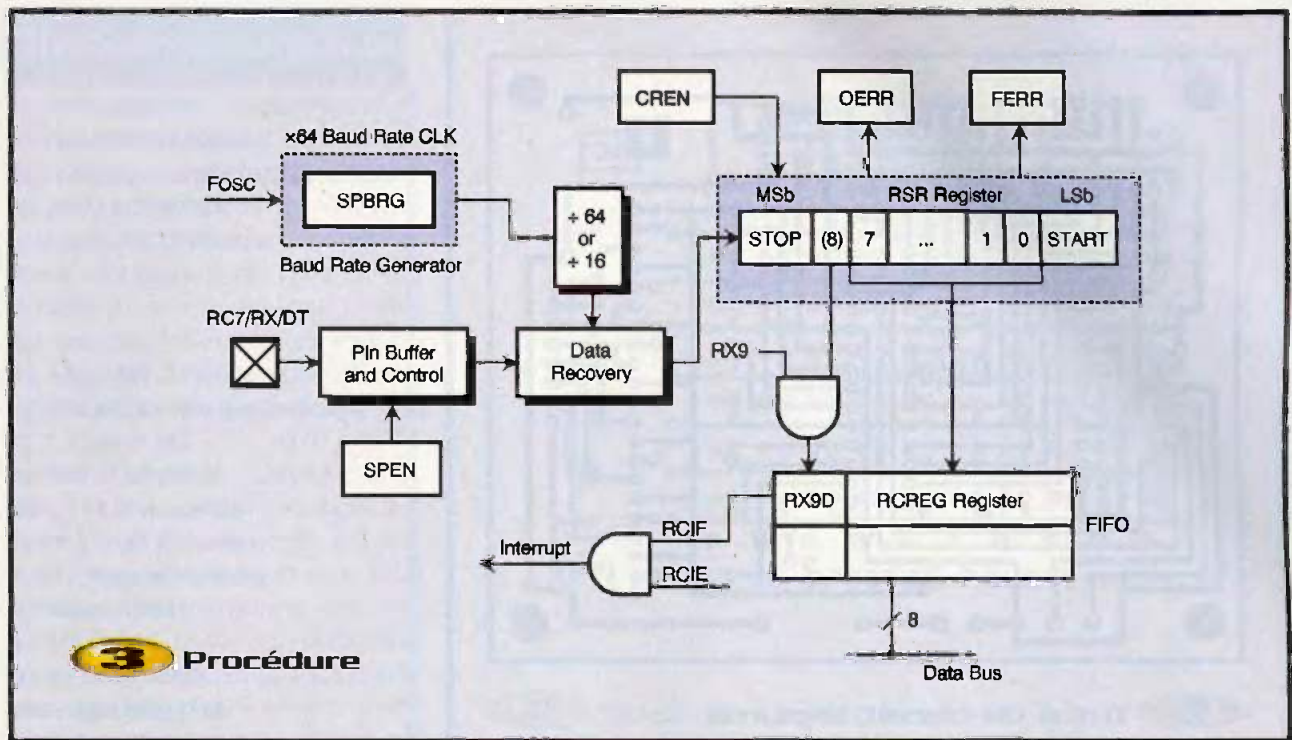 CREN
OERR
FERR
×64 Baud Rate CLK
FOSC
SPBRG
Baud Rate Generator
÷ 64
or
÷ 16
MSb
RSR Register
LSb
STOP
(8)
7
...
1
0
START
RC7/RX/DT
Pin Buffer
and Control
Data
Recovery
RX9
SPEN
RX9D
RCREG Register
FIFO
RCIF
Interrupt
RCIE
8
Data Bus
3 Procédure